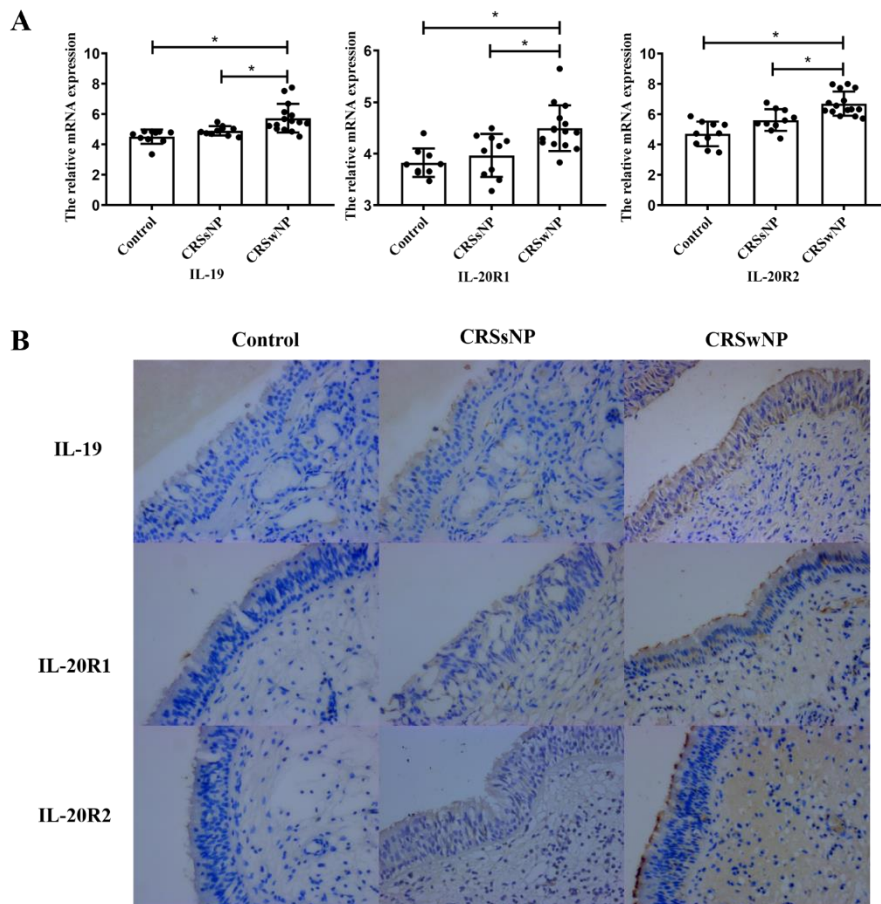 A
The relative mRNA expression
10
8
6
4
2
0
*
*
Control
CRSsNP
CRSwNP
IL-19
The relative mRNA expression
6
5
4
3
*
*
Control
CRSsNP
CRSwNP
IL-20R1
The relative mRNA expression
10
8
6
4
2
0
*
*
Control
CRSsNP
CRSwNP
IL-20R2
B
Control CRSsNP CRSwNP
IL-19
IL-20R1
IL-20R2